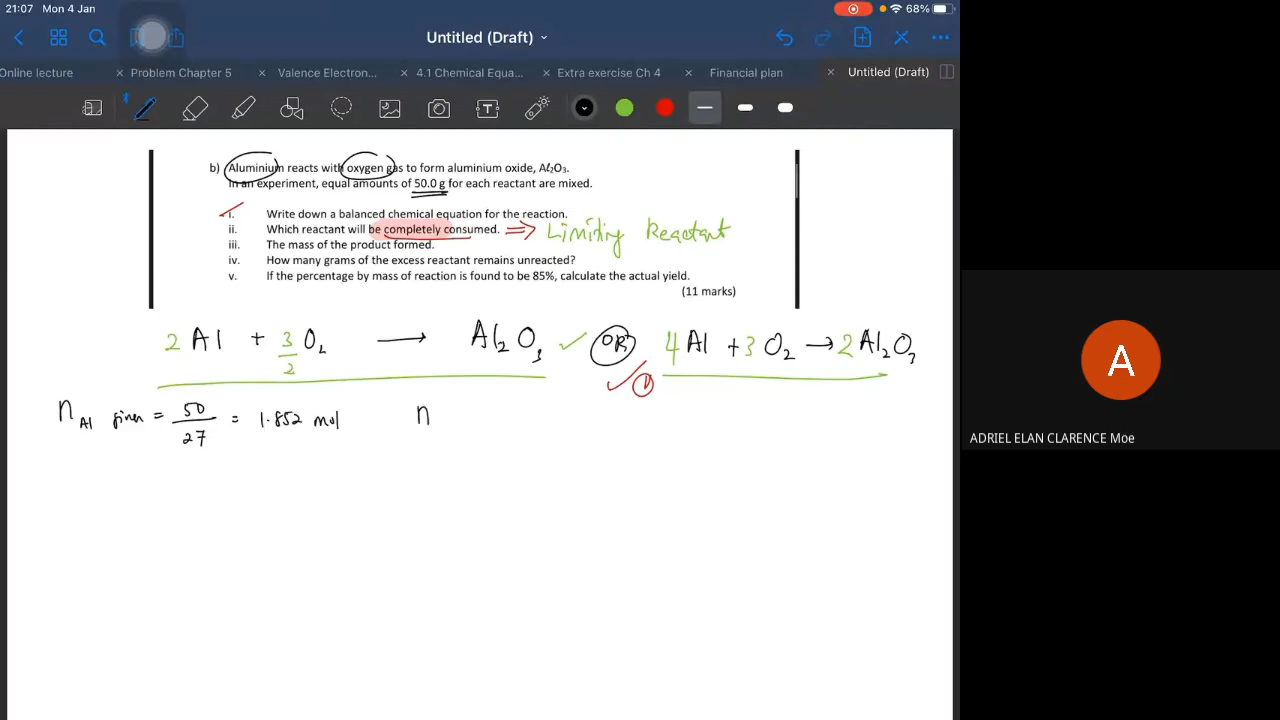 21:07 Mon 4 Jan 68%
Untitled (Draft)
Online lecture × Problem Chapter 5 × Valence Electron... × 4.1 Chemical Equa... × Extra exercise Ch 4 × Financial plan × Untitled (Draft)
b) Aluminium reacts with oxygen gas to form aluminium oxide, Al₂O₃.
In an experiment, equal amounts of 50.0 g for each reactant are mixed.
i. Write down a balanced chemical equation for the reaction.
ii. Which reactant will be completely consumed. ⇒ Limiting Reactant
iii. The mass of the product formed.
iv. How many grams of the excess reactant remains unreacted?
v. If the percentage by mass of reaction is found to be 85%, calculate the actual yield.
(11 marks)
2 Al + 3/2 O₂ → Al₂O₃ ✓ OR 4 Al + 3 O₂ → 2 Al₂O₃
✓ 1
n Al given = 50/27 = 1.852 mol n
A
ADRIEL ELAN CLARENCE Moe